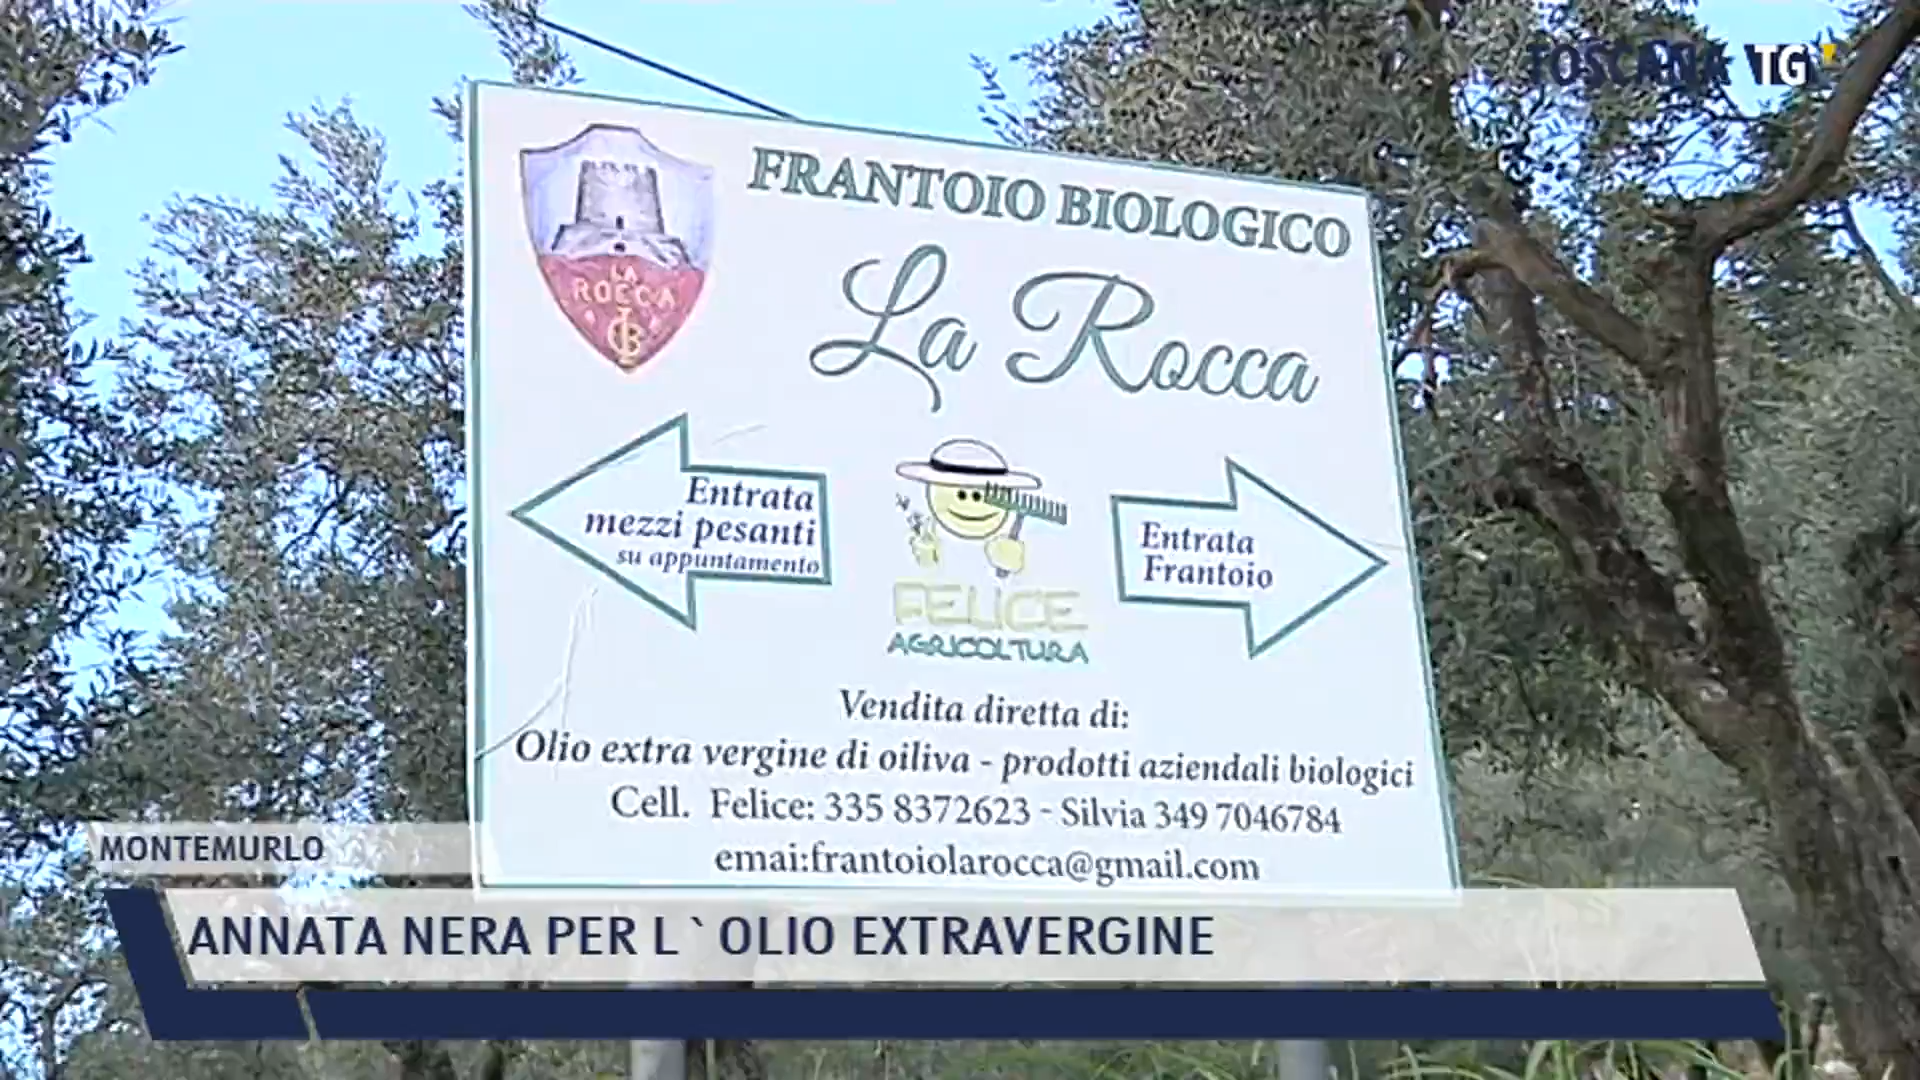 TOSCANA TG
FRANTOIO BIOLOGICO
La Rocca
LA
ROCCA
Entrata
mezzi pesanti
su appuntamento
Entrata
Frantoio
FELICE
AGRICOLTURA
Vendita diretta di:
Olio extra vergine di oiliva - prodotti aziendali biologici
Cell. Felice: 335 8372623 - Silvia 349 7046784
emai:frantoiolarocca@gmail.com
MONTEMURLO
ANNATA NERA PER L`OLIO EXTRAVERGINE